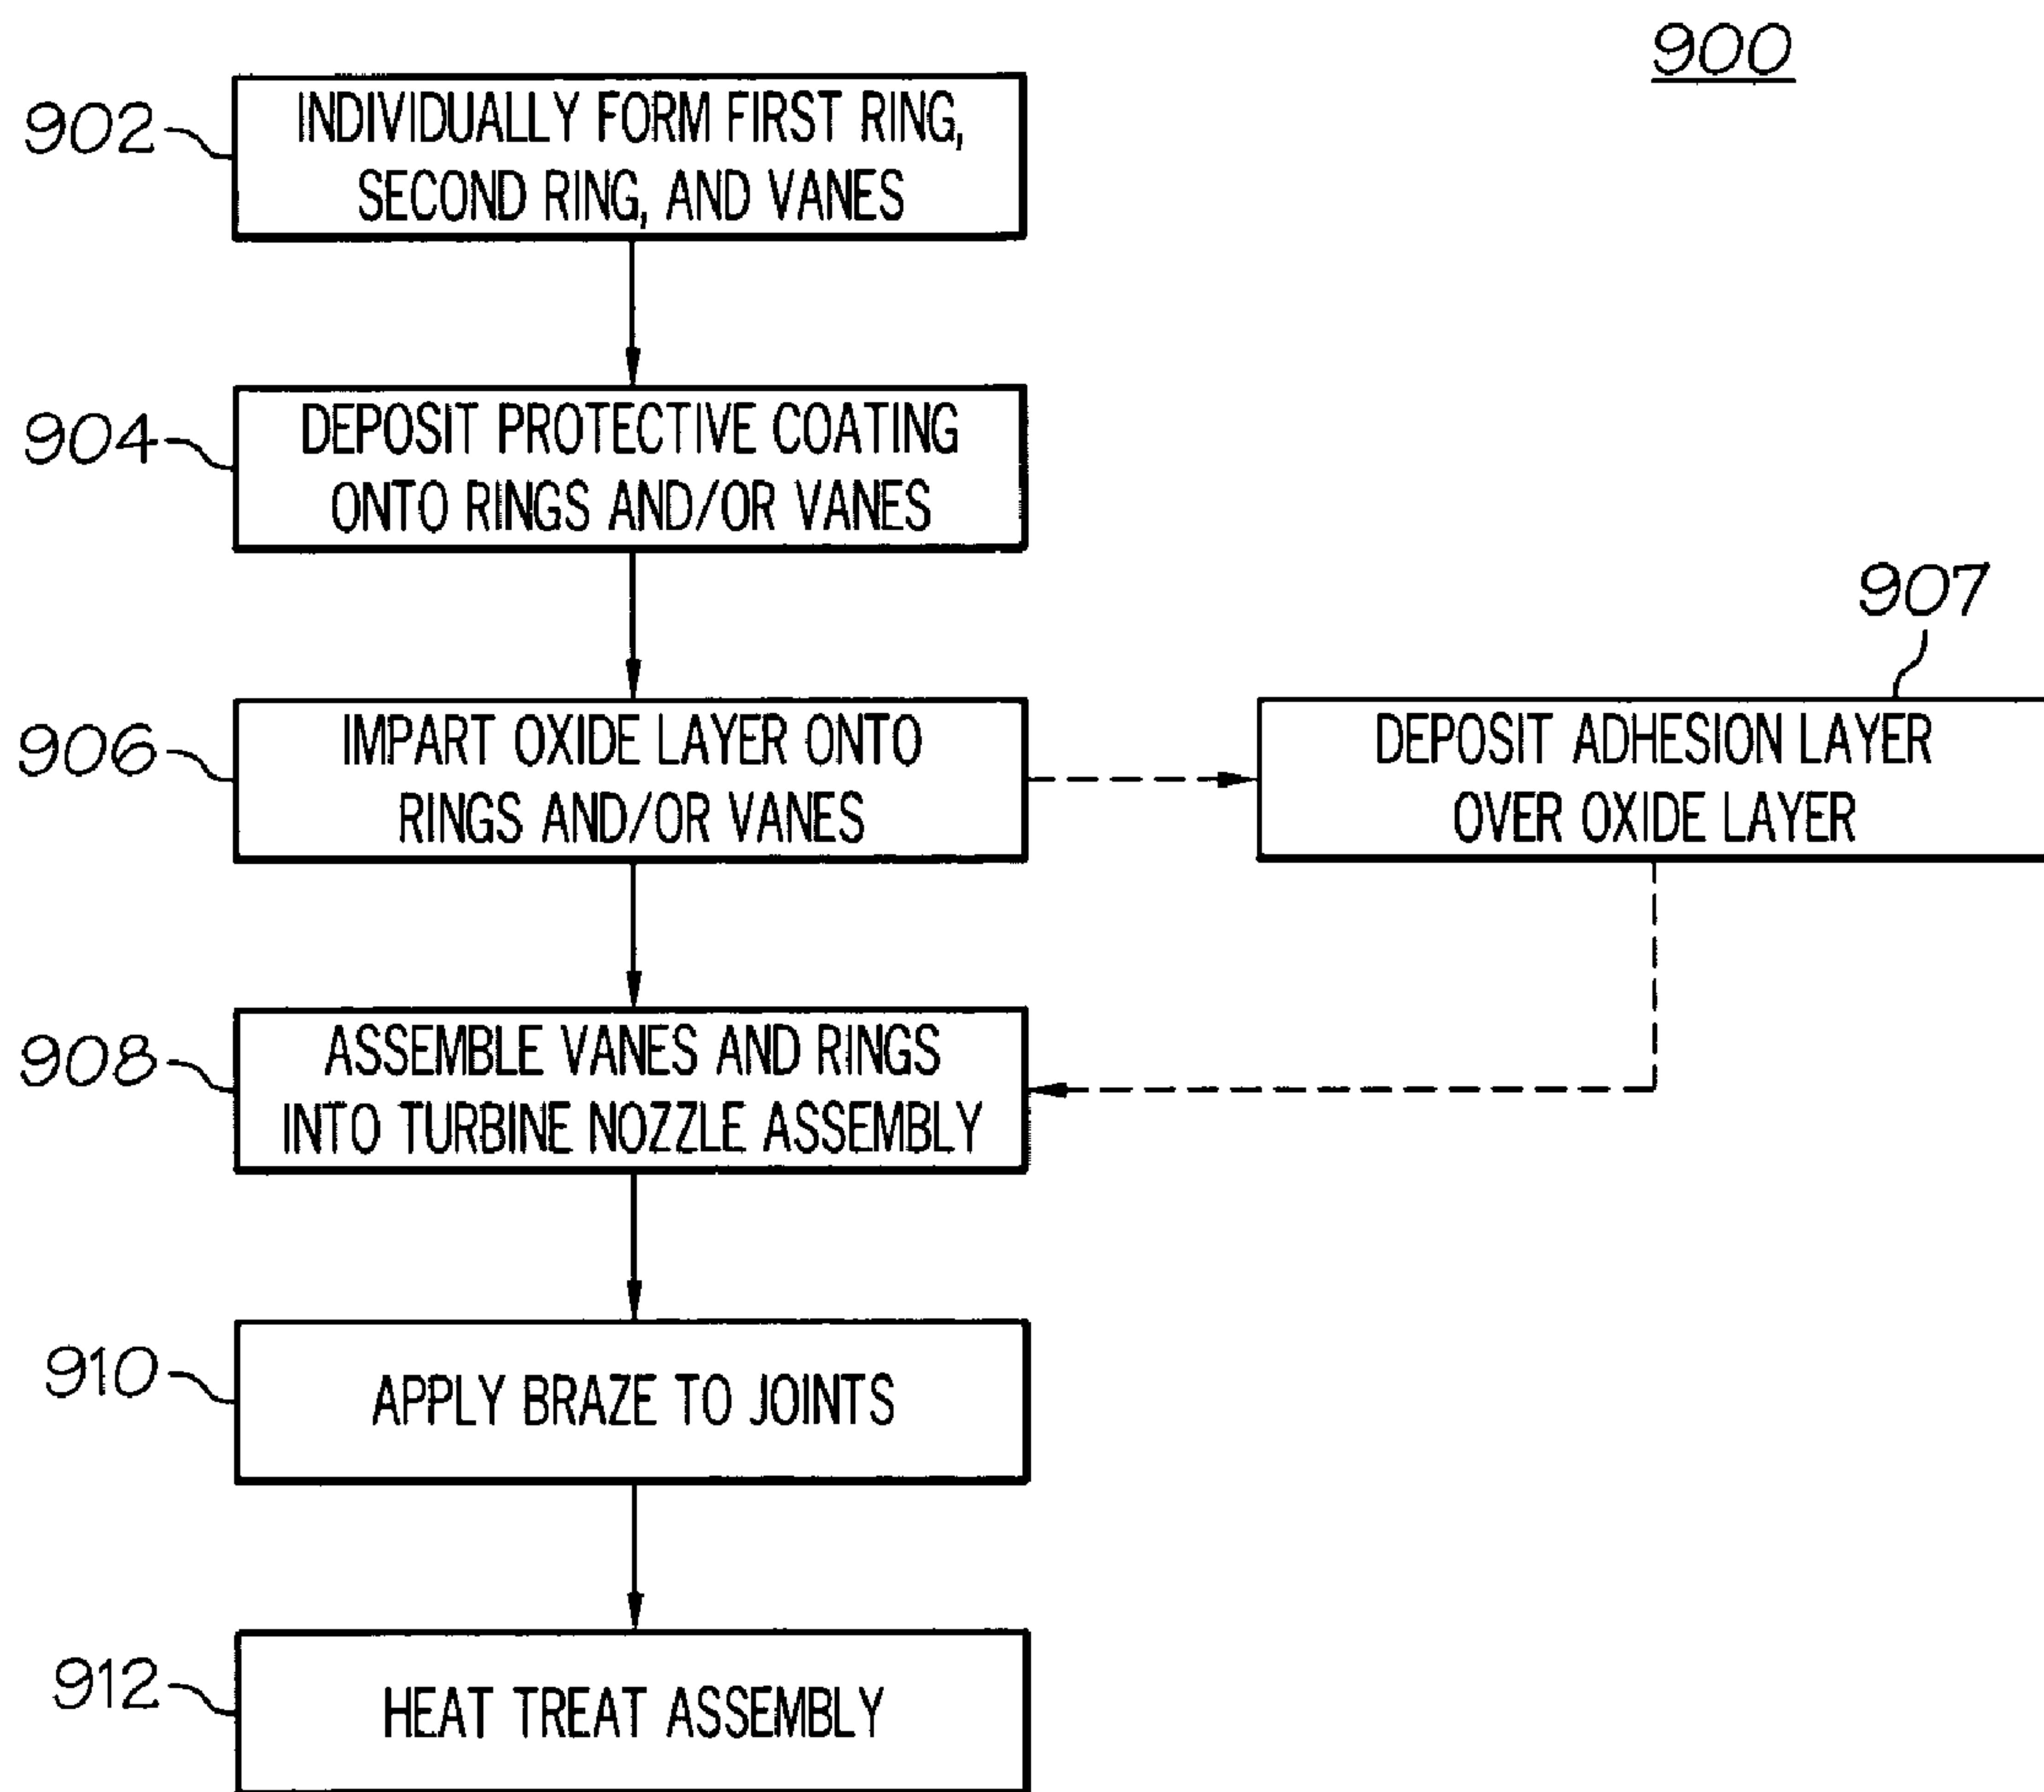 900
902
INDIVIDUALLY FORM FIRST RING,
SECOND RING, AND VANES
904
DEPOSIT PROTECTIVE COATING
ONTO RINGS AND/OR VANES
906
IMPART OXIDE LAYER ONTO
RINGS AND/OR VANES
907
DEPOSIT ADHESION LAYER
OVER OXIDE LAYER
908
ASSEMBLE VANES AND RINGS
INTO TURBINE NOZZLE ASSEMBLY
910
APPLY BRAZE TO JOINTS
912
HEAT TREAT ASSEMBLY